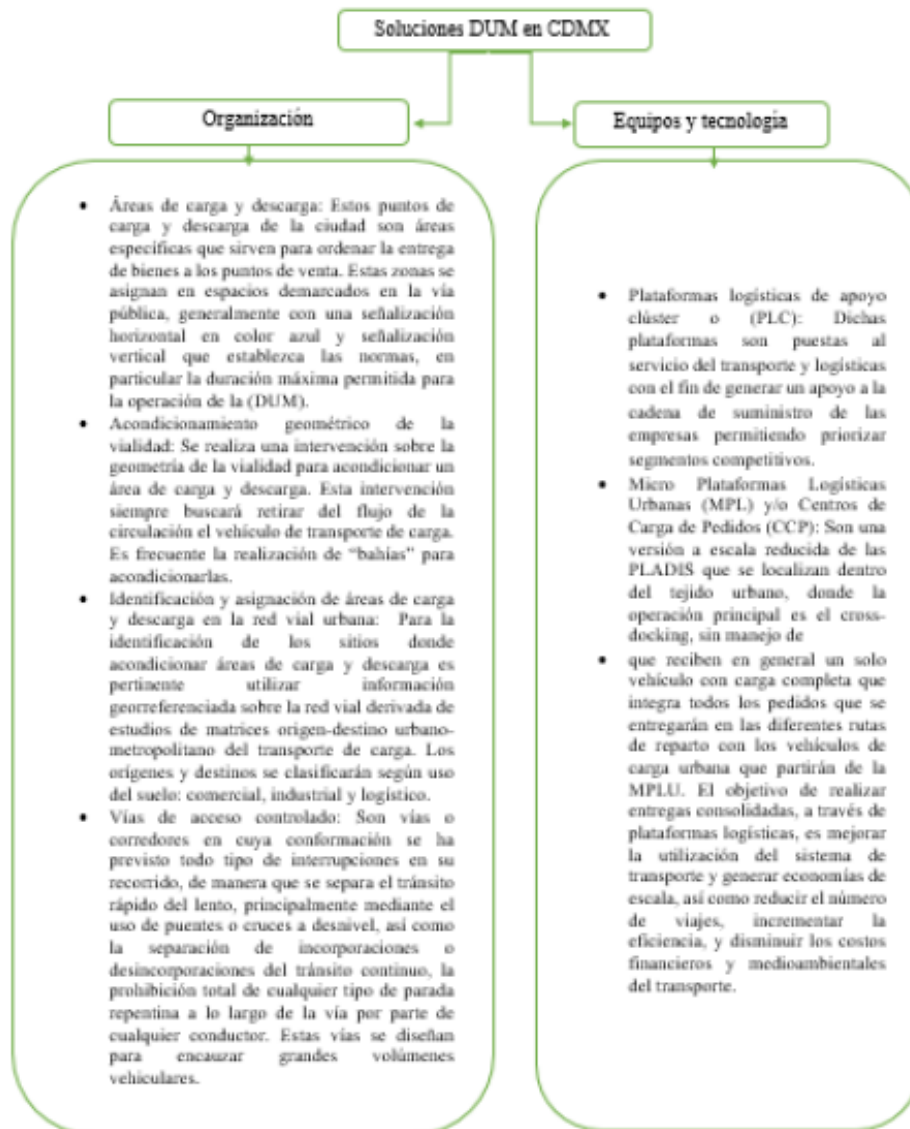 Soluciones DUM en CDMX
Organización
• Áreas de carga y descarga: Estos puntos de
carga y descarga de la ciudad son áreas
específicas que sirven para ordenar la entrega
de bienes a los puntos de venta. Estas zonas se
asignan en espacios demarcados en la vía
pública, generalmente con una señalización
horizontal en color azul y señalización
vertical que establezca las normas, en
particular la duración máxima permitida para
la operación de la (DUM).
• Acondicionamiento geométrico de la
vialidad: Se realiza una intervención sobre la
geometría de la vialidad para acondicionar un
área de carga y descarga. Esta intervención
siempre buscará retirar del flujo de la
circulación el vehículo de transporte de carga.
Es frecuente la realización de “bahías” para
acondicionarlas.
• Identificación y asignación de áreas de carga
y descarga en la red vial urbana: Para la
identificación de los sitios donde
acondicionar áreas de carga y descarga es
pertinente utilizar información
georreferenciada sobre la red vial derivada de
estudios de matrices origen-destino urbano-
metropolitano del transporte de carga. Los
orígenes y destinos se clasificarán según uso
del suelo: comercial, industrial y logístico.
• Vías de acceso controlado: Son vías o
corredores en cuya conformación se ha
previsto todo tipo de interrupciones en su
recorrido, de manera que se separa el tránsito
rápido del lento, principalmente mediante el
uso de puentes o cruces a desnivel, así como
la separación de incorporaciones o
desincorporaciones del tránsito continuo, la
prohibición total de cualquier tipo de parada
repentina a lo largo de la vía por parte de
cualquier conductor. Estas vías se diseñan
para encauzar grandes volúmenes
vehiculares.
Equipos y tecnología
• Plataformas logísticas de apoyo
clúster o (PLC): Dichas
plataformas son puestas al
servicio del transporte y logísticas
con el fin de generar un apoyo a la
cadena de suministro de las
empresas permitiendo priorizar
segmentos competitivos.
• Micro Plataformas Logísticas
Urbanas (MPL) y/o Centros de
Carga de Pedidos (CCP): Son una
versión a escala reducida de las
PLADIS que se localizan dentro
del tejido urbano, donde la
operación principal es el cross-
docking, sin manejo de
• que reciben en general un solo
vehículo con carga completa que
integra todos los pedidos que se
entregarán en las diferentes rutas
de reparto con los vehículos de
carga urbana que partirán de la
MPLU. El objetivo de realizar
entregas consolidadas, a través de
plataformas logísticas, es mejorar
la utilización del sistema de
transporte y generar economías de
escala, así como reducir el número
de viajes, incrementar la
eficiencia, y disminuir los costos
financieros y medioambientales
del transporte.